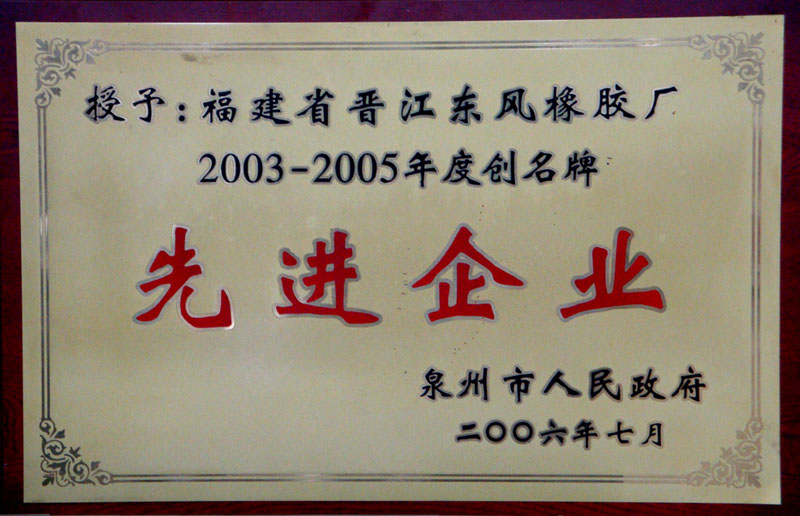 授予:福建省晋江东风橡胶厂
2003-2005年度创名牌
先进企业
泉州市人民政府
二〇〇六年七月